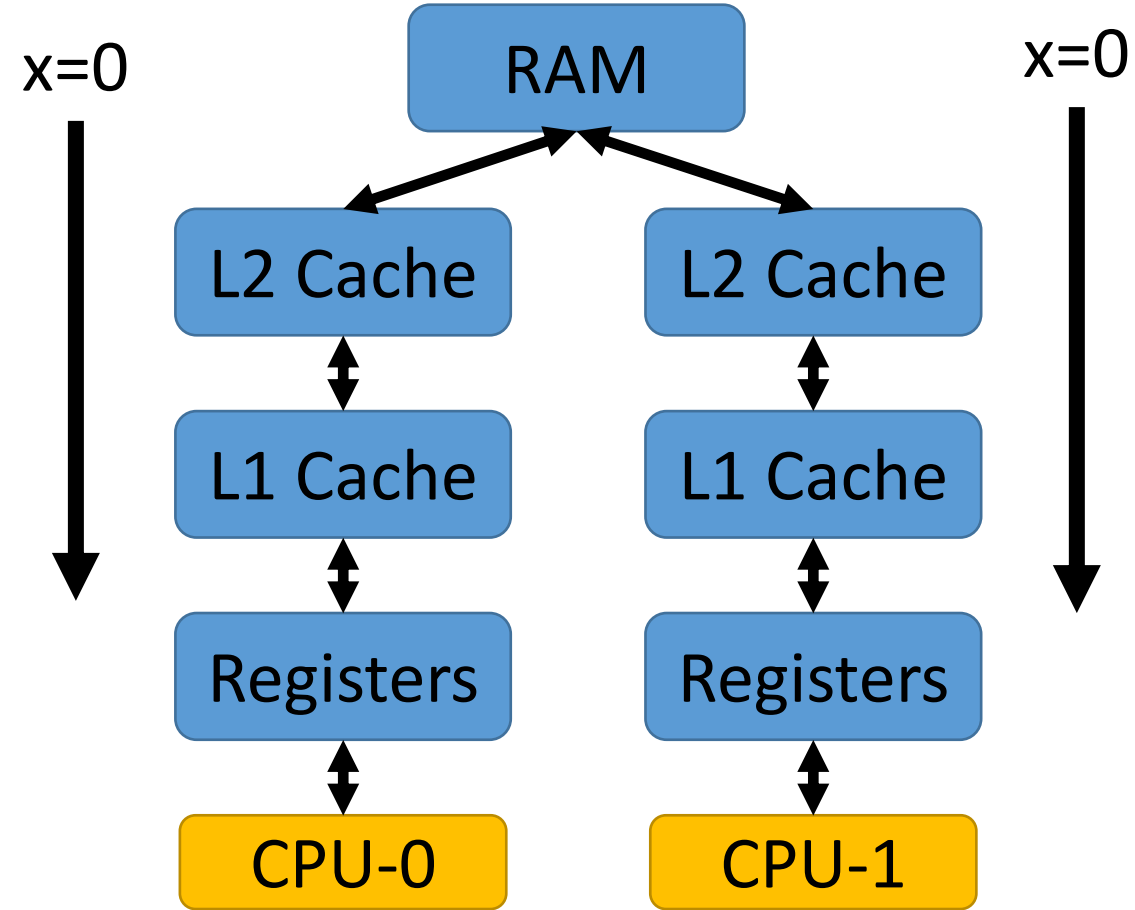 x=0
RAM
x=0
L2 Cache
L2 Cache
L1 Cache
L1 Cache
Registers
Registers
CPU-0
CPU-1